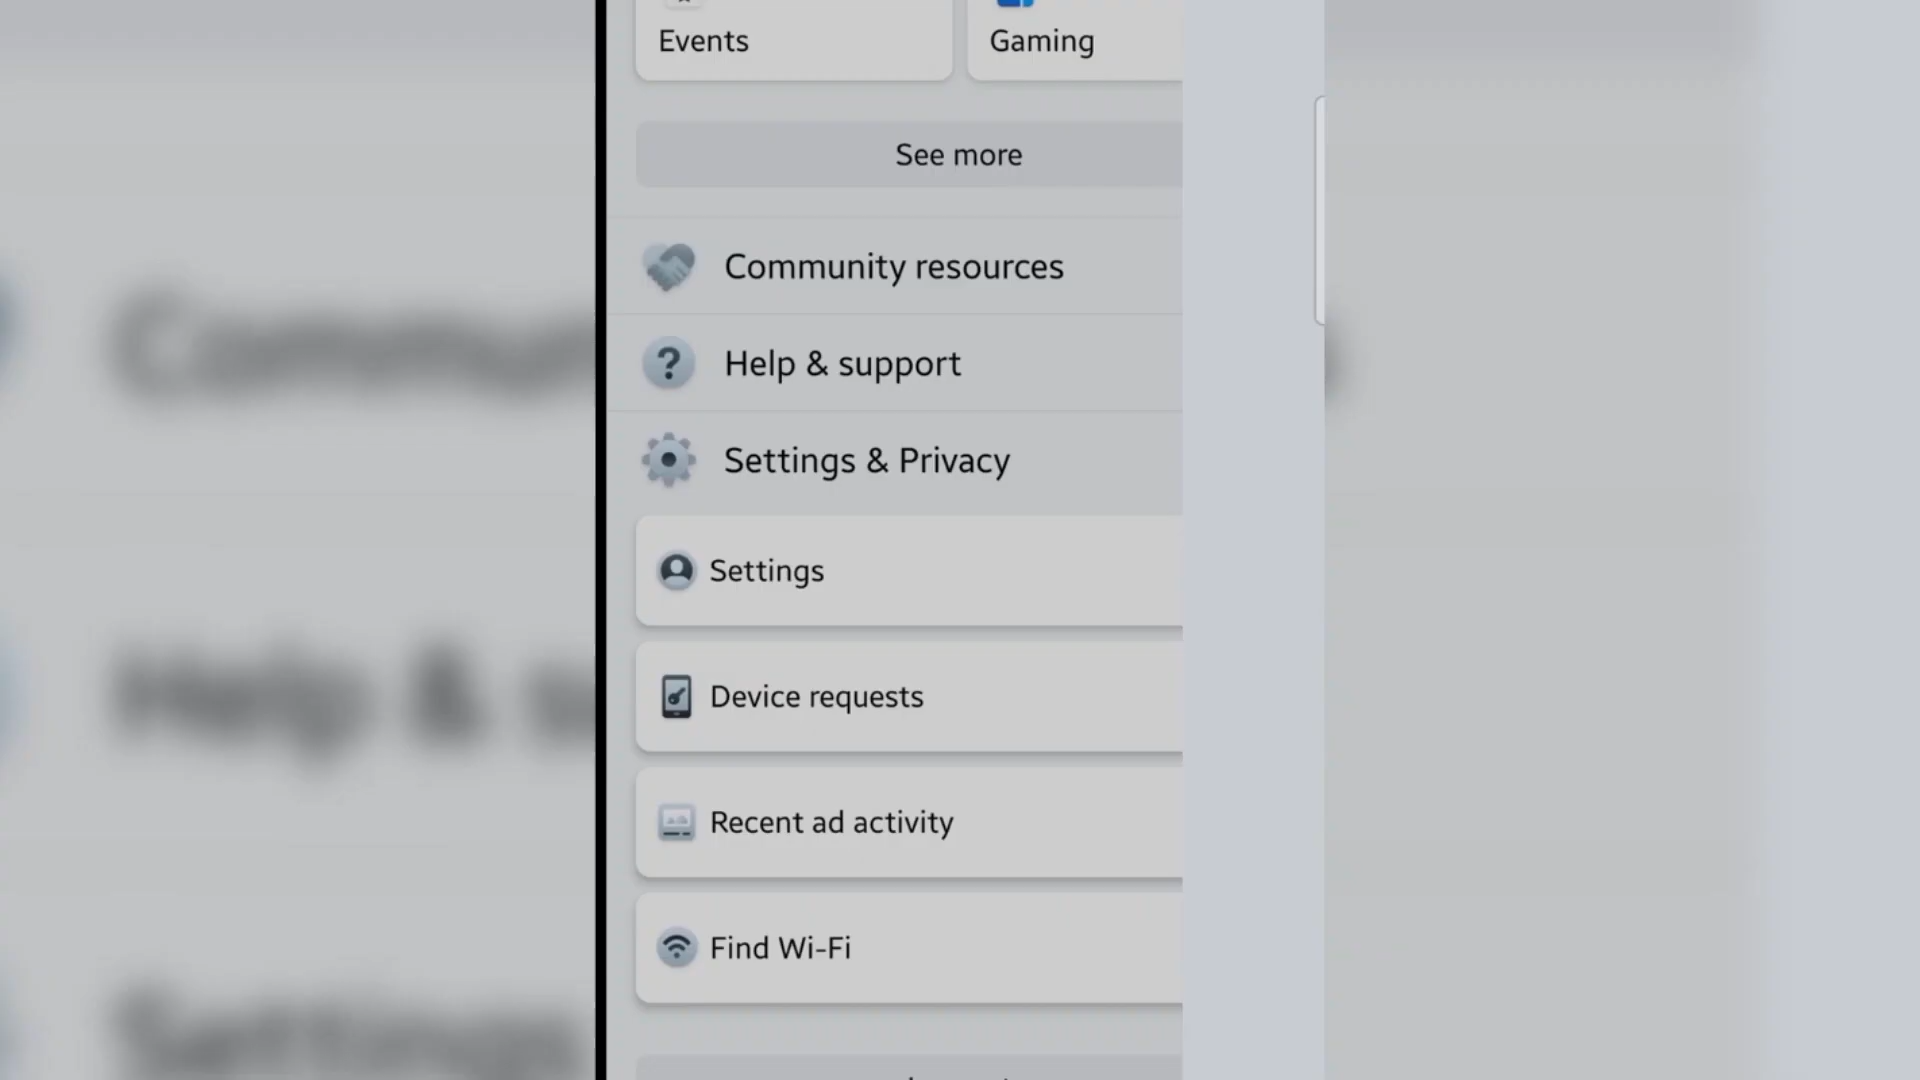 Events
Gaming
See more
Community resources
Help & support
Settings & Privacy
Settings
Device requests
Recent ad activity
Find Wi-Fi